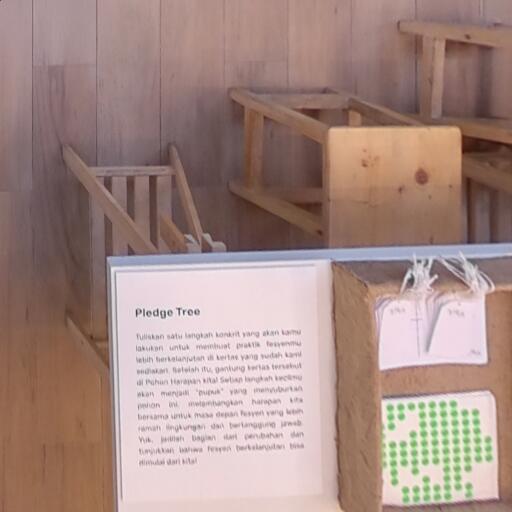 Pledge Tree
Tuliskan satu langkah konkrit yang akan kamu
lakukan untuk membuat praktik fesyenmu
lebih berkelanjutan di kertas yang sudah kami
sediakan. Setelah itu, gantung kertas tersebut
di Pohon Harapan kita! Setiap langkah kecilmu
akan menjadi "pupuk" yang menyuburkan
pohon ini, melambangkan harapan kita
bersama untuk masa depan fesyen yang lebih
ramah lingkungan dan bertanggung jawab.
Yuk, jadilah bagian dari perubahan dan
tunjukkan bahwa fesyen berkelanjutan bisa
dimulai dari kita!